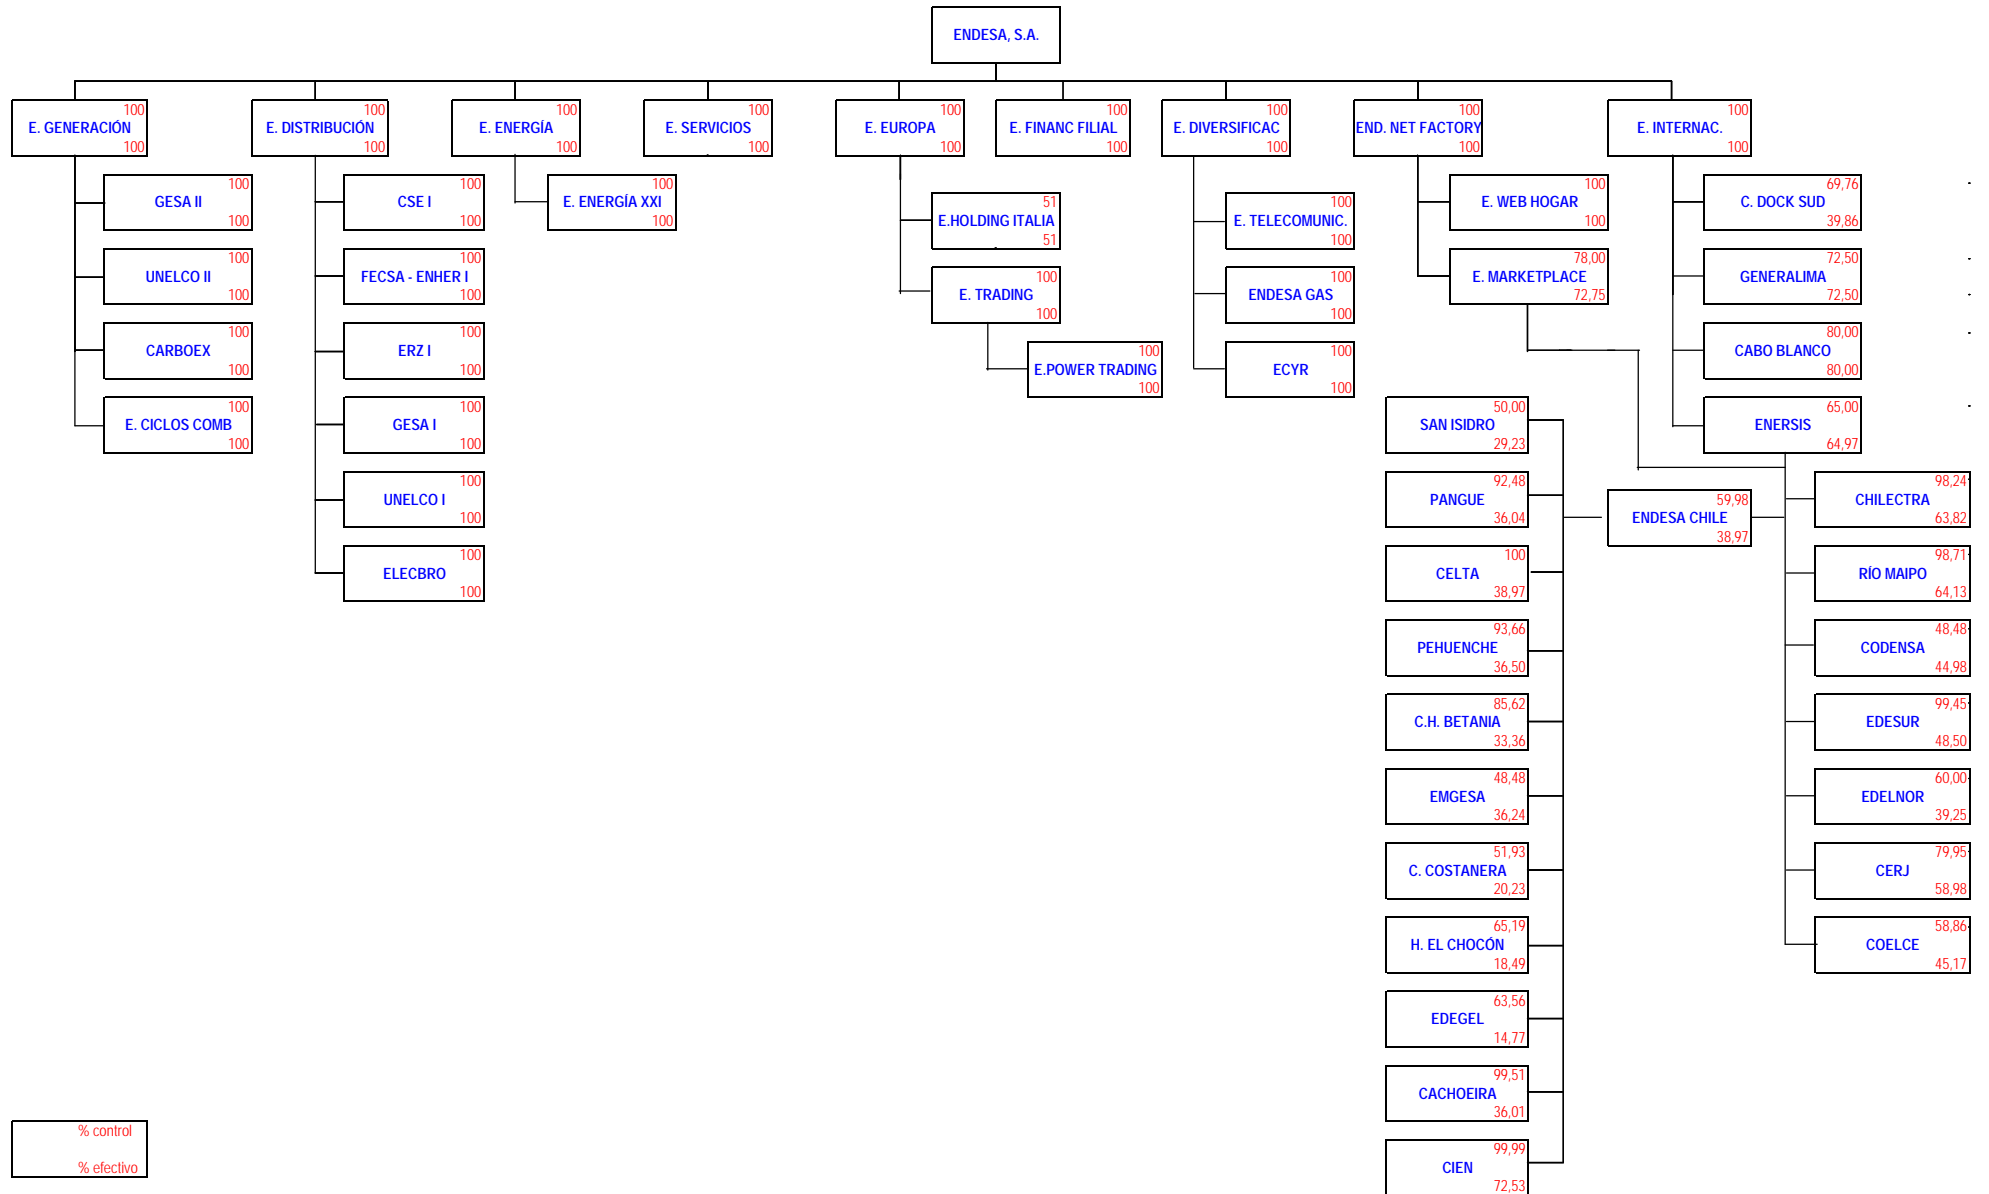 ENDESA, S.A.
100
E. GENERACIÓN
100
100
E. DISTRIBUCIÓN
100
100
E. ENERGÍA
100
100
E. SERVICIOS
100
100
E. EUROPA
100
100
E. FINANC FILIAL
100
100
E. DIVERSIFICAC
100
100
END. NET FACTORY
100
100
E. INTERNAC.
100
100
GESA II
100
100
UNELCO II
100
100
CARBOEX
100
100
E. CICLOS COMB
100
100
CSE I
100
100
FECSA - ENHER I
100
100
ERZ I
100
100
GESA I
100
100
UNELCO I
100
100
ELECBRO
100
100
E. ENERGÍA XXI
100
51
E.HOLDING ITALIA
51
100
E. TRADING
100
100
E.POWER TRADING
100
100
E. TELECOMUNIC.
100
100
ENDESA GAS
100
100
ECYR
100
100
E. WEB HOGAR
100
78,00
E. MARKETPLACE
72,75
69,76
C. DOCK SUD
39,86
72,50
GENERALIMA
72,50
80,00
CABO BLANCO
80,00
65,00
ENERSIS
64,97
59,98
ENDESA CHILE
38,97
50,00
SAN ISIDRO
29,23
92,48
PANGUE
36,04
100
CELTA
38,97
93,66
PEHUENCHE
36,50
85,62
C.H. BETANIA
33,36
48,48
EMGESA
36,24
51,93
C. COSTANERA
20,23
65,19
H. EL CHOCÓN
18,49
63,56
EDEGEL
14,77
99,51
CACHOEIRA
36,01
99,99
CIEN
72,53
98,24
CHILECTRA
63,82
98,71
RÍO MAIPO
64,13
48,48
CODENSA
44,98
99,45
EDESUR
48,50
60,00
EDELNOR
39,25
79,95
CERJ
58,98
58,86
COELCE
45,17
% control
% efectivo